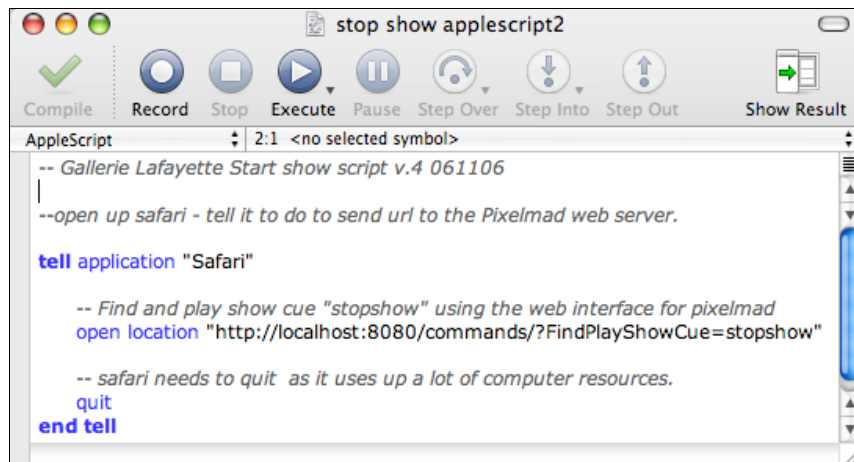 stop show applescript2
Compile Record Stop Execute Pause Step Over Step Into Step Out Show Result
AppleScript 2:1 <no selected symbol>
-- Gallerie Lafayette Start show script v.4 061106
--open up safari - tell it to do to send url to the Pixelmad web server.
tell application "Safari"
-- Find and play show cue "stopshow" using the web interface for pixelmad
open location "http://localhost:8080/commands/?FindPlayShowCue=stopshow"
-- safari needs to quit  as it uses up a lot of computer resources.
quit
end tell